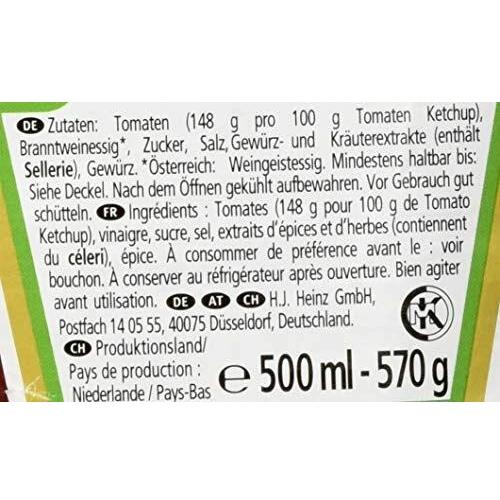 DE Zutaten: Tomaten (148 g pro 100 g Tomaten Ketchup),
Branntweinessig*, Zucker, Salz, Gewürz- und Kräuterextrakte (enthält
Sellerie), Gewürz. *Österreich: Weingeistessig. Mindestens haltbar bis:
Siehe Deckel. Nach dem Öffnen gekühlt aufbewahren. Vor Gebrauch gut
schütteln. FR Ingrédients : Tomates (148 g pour 100 g de Tomato
Ketchup), vinaigre, sucre, sel, extraits d'épices et d'herbes (contiennent
du céleri), épice. À consommer de préférence avant le : voir
bouchon. À conserver au réfrigérateur après ouverture. Bien agiter
avant utilisation. DE AT CH H.J. Heinz GmbH,
Postfach 14 05 55, 40075 Düsseldorf, Deutschland.
CH Produktionsland/
Pays de production :
Niederlande / Pays-Bas
e 500 ml - 570 g
MK